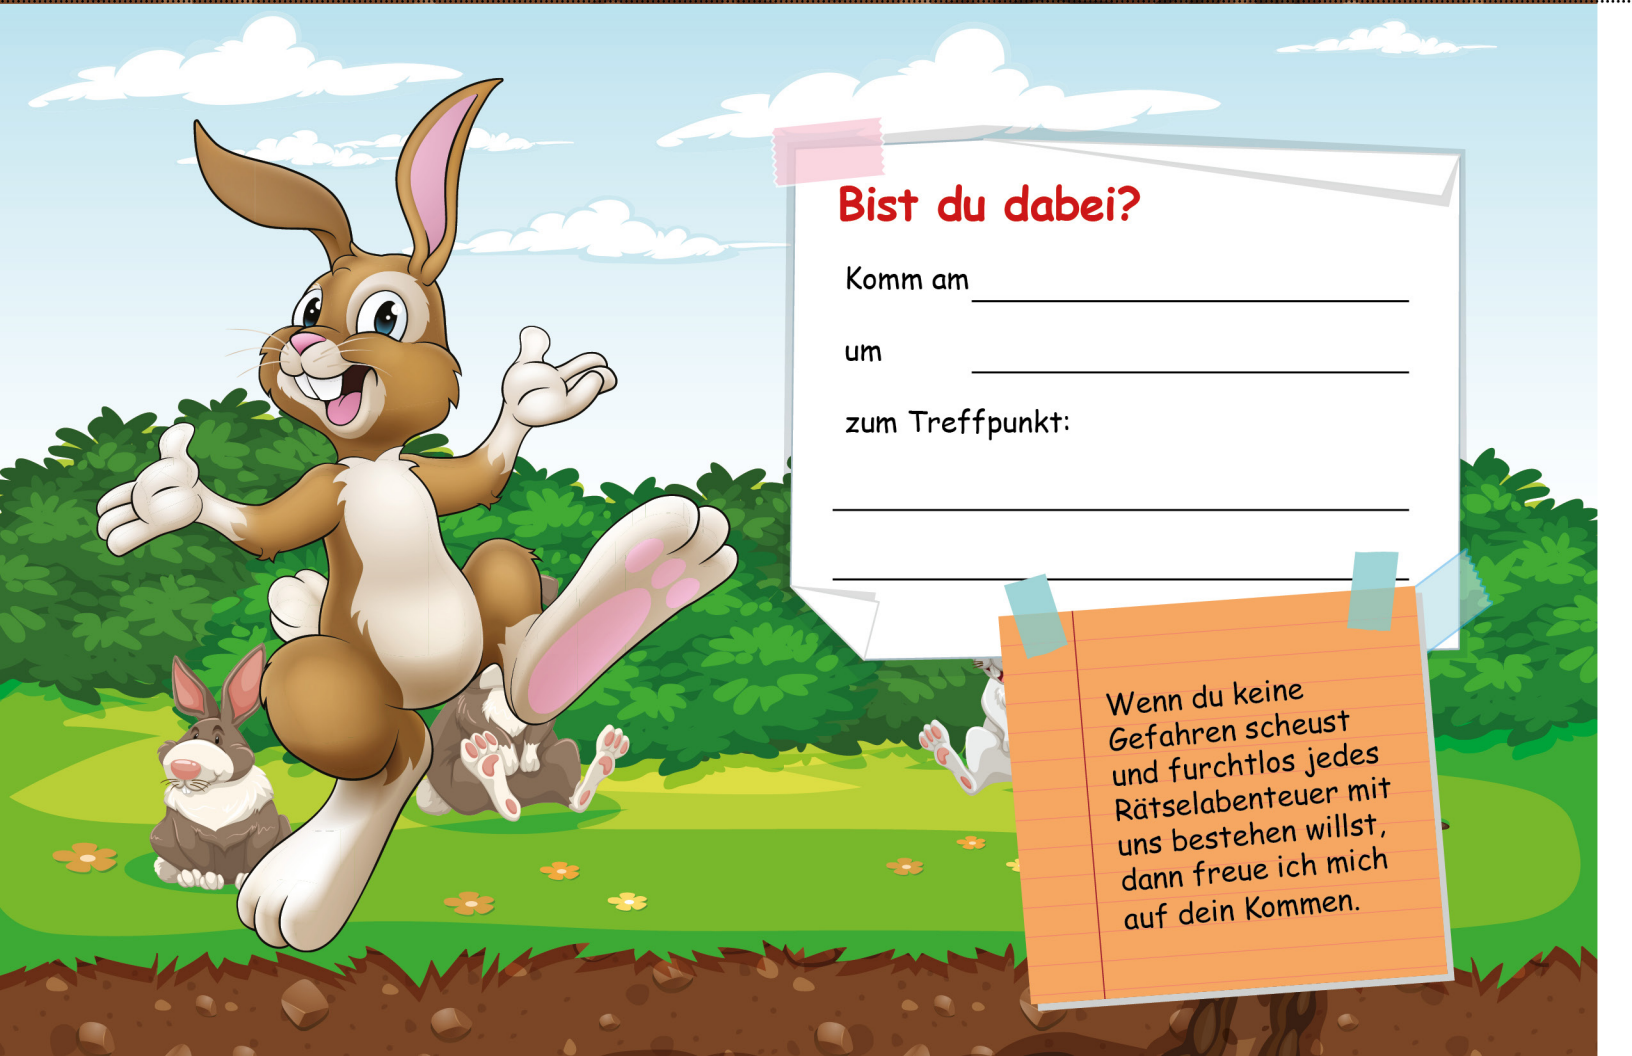 Bist du dabei?
Komm am
um
zum Treffpunkt:
Wenn du keine
Gefahren scheust
und furchtlos jedes
Rätselabenteuer mit
uns bestehen willst,
dann freue ich mich
auf dein Kommen.